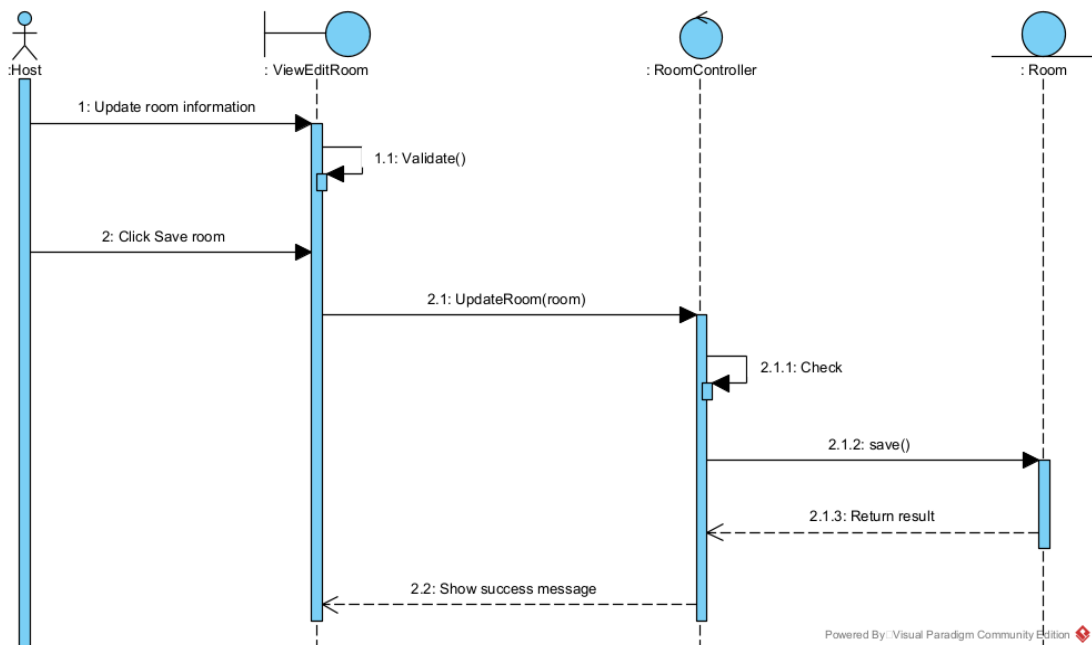 :Host
: ViewEditRoom
: RoomController
: Room
1: Update room information
1.1: Validate()
2: Click Save room
2.1: UpdateRoom(room)
2.1.1: Check
2.1.2: save()
2.1.3: Return result
2.2: Show success message
Powered By Visual Paradigm Community Edition